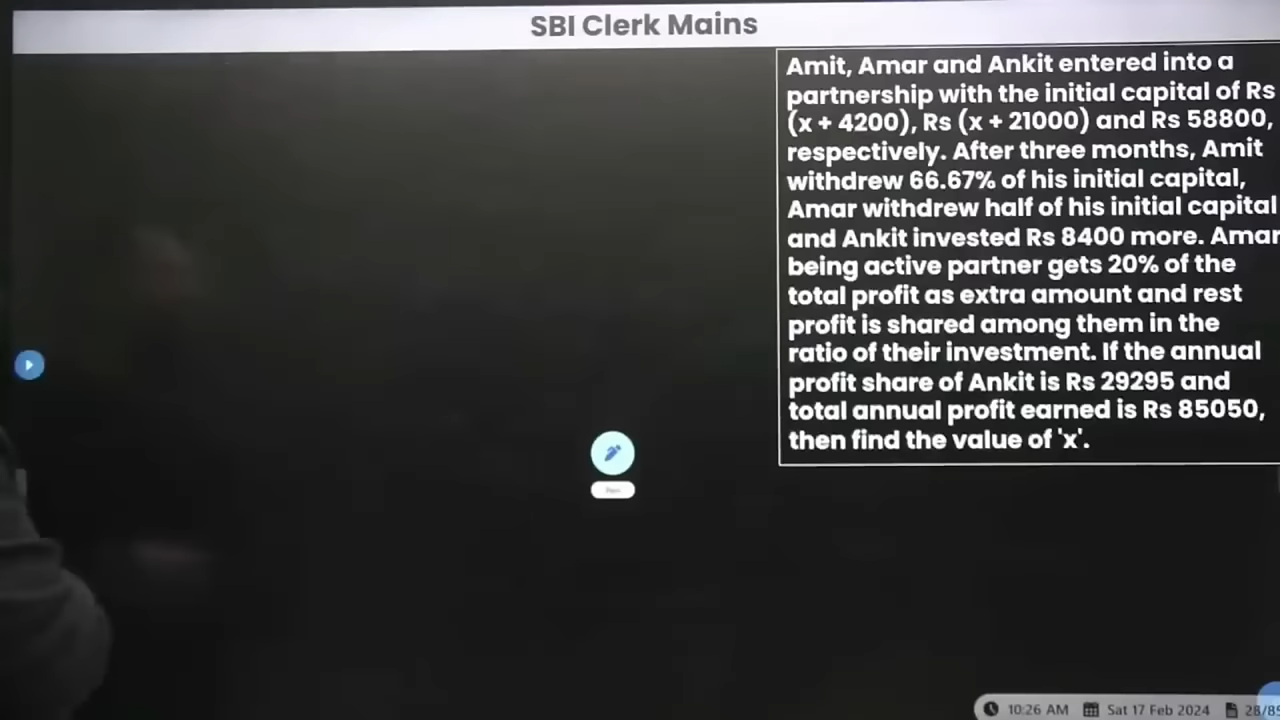 SBI Clerk Mains
Amit, Amar and Ankit entered into a
partnership with the initial capital of Rs
(x + 4200), Rs (x + 21000) and Rs 58800,
respectively. After three months, Amit
withdrew 66.67% of his initial capital,
Amar withdrew half of his initial capital
and Ankit invested Rs 8400 more. Amar
being active partner gets 20% of the
total profit as extra amount and rest
profit is shared among them in the
ratio of their investment. If the annual
profit share of Ankit is Rs 29295 and
total annual profit earned is Rs 85050,
then find the value of 'x'.
10:26 AM Sat 17 Feb 2024 28/85